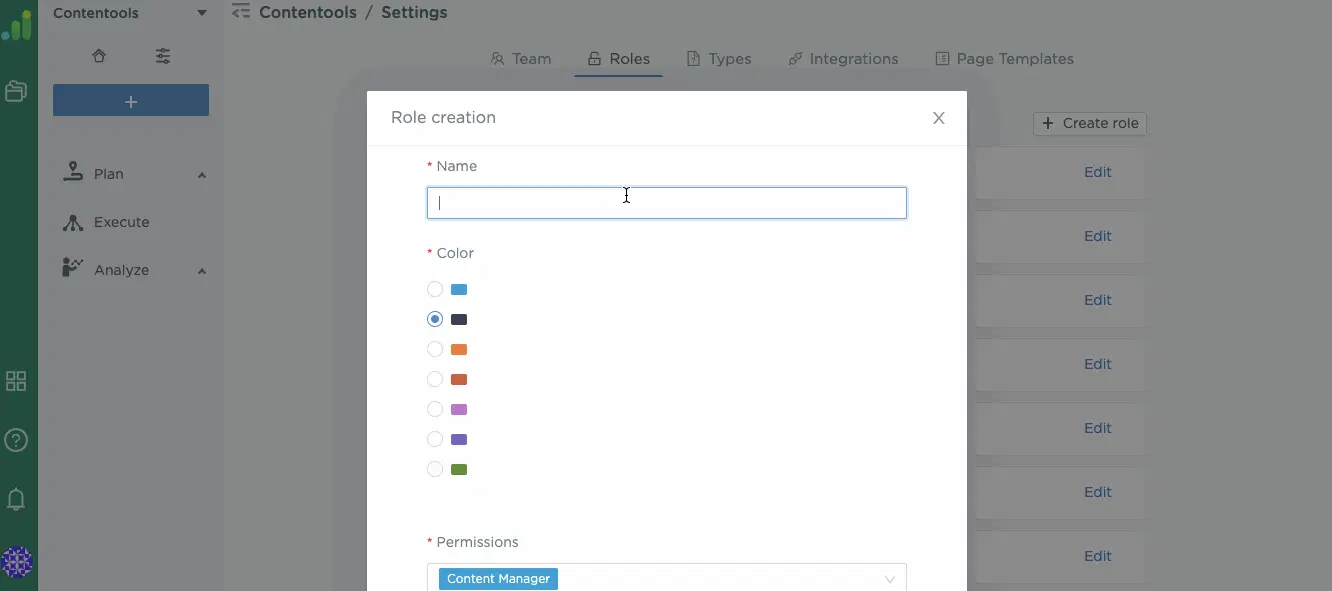 Contentools
Contentools / Settings
Team
Roles
Types
Integrations
Page Templates
+
Role creation
X
+ Create role
* Name
Edit
Plan
Execute
Edit
* Color
Analyze
Edit
Edit
Edit
?
Edit
* Permissions
Edit
Content Manager